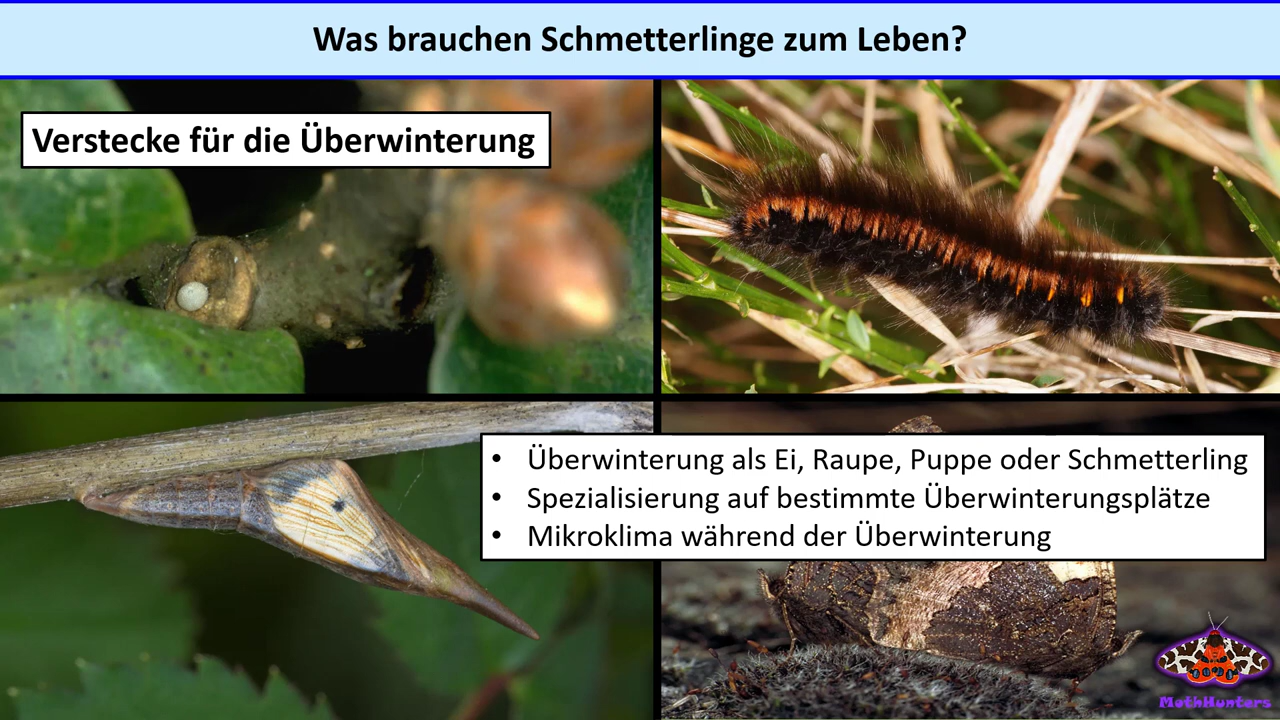 Was brauchen Schmetterlinge zum Leben?
Verstecke für die Überwinterung
• Überwinterung als Ei, Raupe, Puppe oder Schmetterling
• Spezialisierung auf bestimmte Überwinterungsplätze
• Mikroklima während der Überwinterung
MothHunters